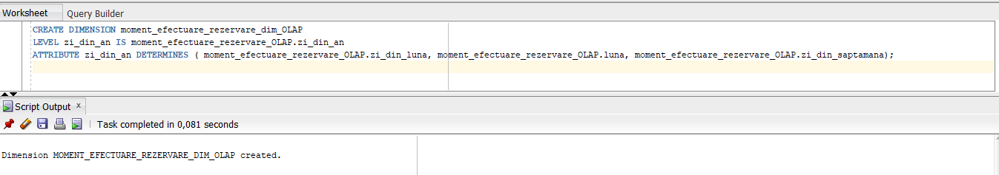 Worksheet Query Builder
CREATE DIMENSION moment_efectuare_rezervare_dim_OLAP
LEVEL zi_din_an IS moment_efectuare_rezervare_OLAP.zi_din_an
ATTRIBUTE zi_din_an DETERMINES ( moment_efectuare_rezervare_OLAP.zi_din_luna, moment_efectuare_rezervare_OLAP.luna, moment_efectuare_rezervare_OLAP.zi_din_saptamana);
Script Output x
Task completed in 0,081 seconds
Dimension MOMENT_EFECTUARE_REZERVARE_DIM_OLAP created.